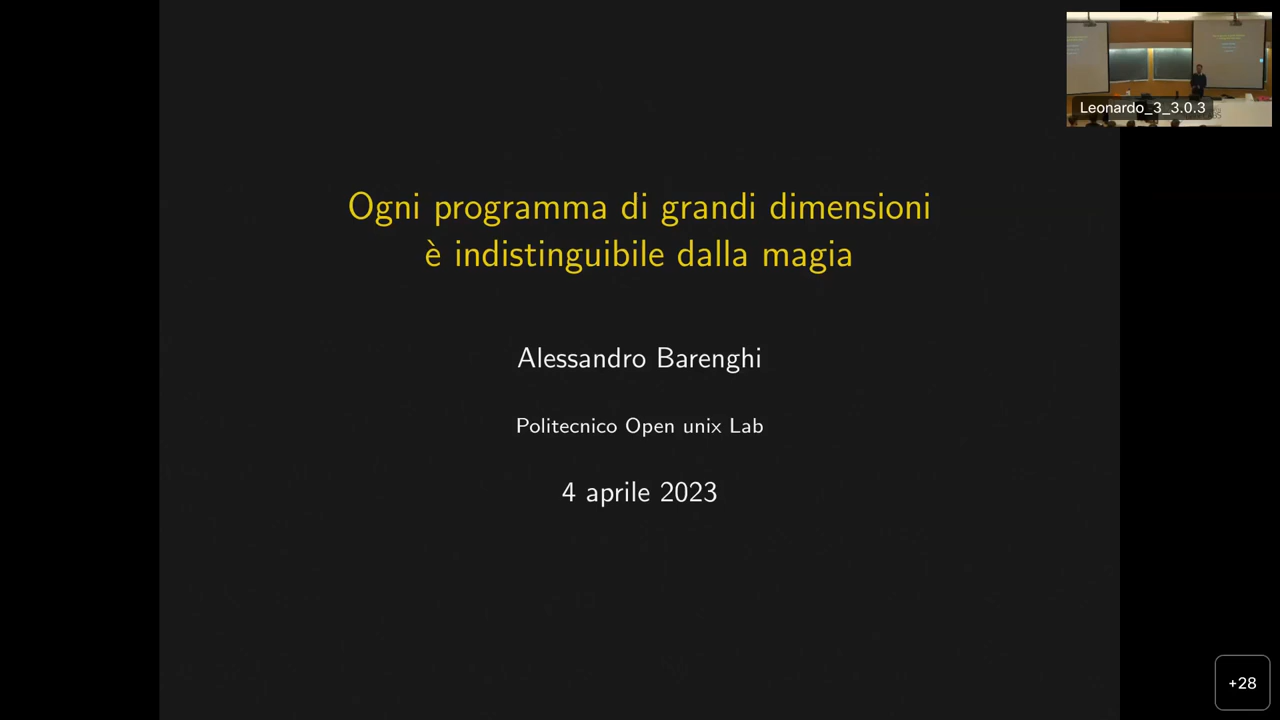 Ogni programma di grandi dimensioni
è indistinguibile dalla magia
Alessandro Barenghi
Politecnico Open unix Lab
4 aprile 2023
Leonardo_3_3.0.3
+28